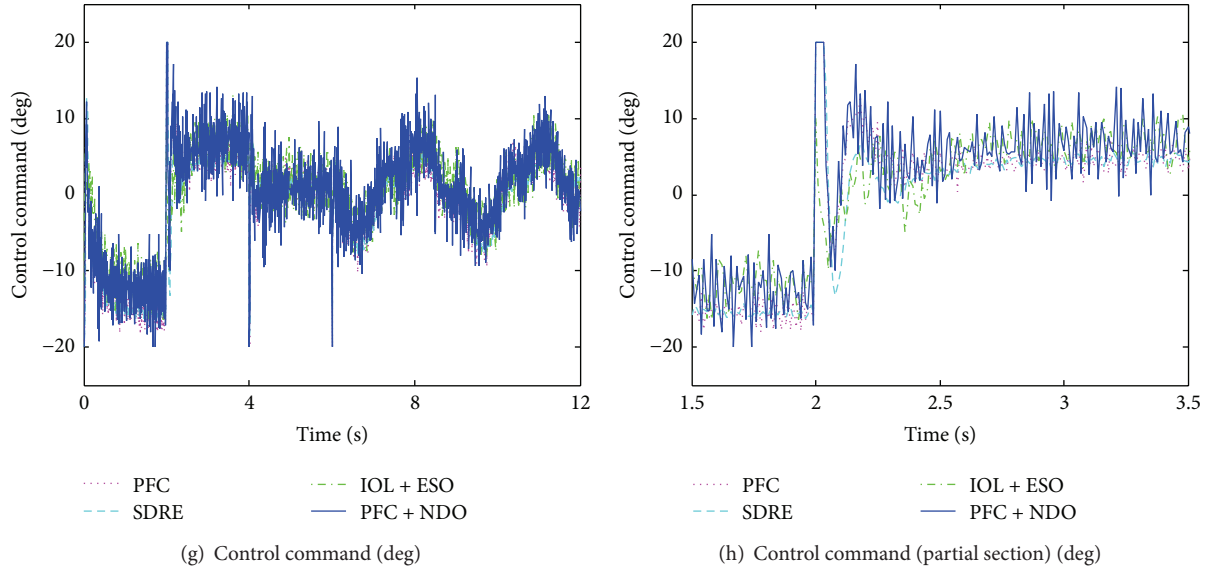 20
10
0
−10
−20
Control command (deg)
0
4
8
12
Time (s)
PFC
SDRE
IOL + ESO
PFC + NDO
(g) Control command (deg)
20
10
0
−10
−20
Control command (deg)
1.5
2
2.5
3
3.5
Time (s)
PFC
SDRE
IOL + ESO
PFC + NDO
(h) Control command (partial section) (deg)